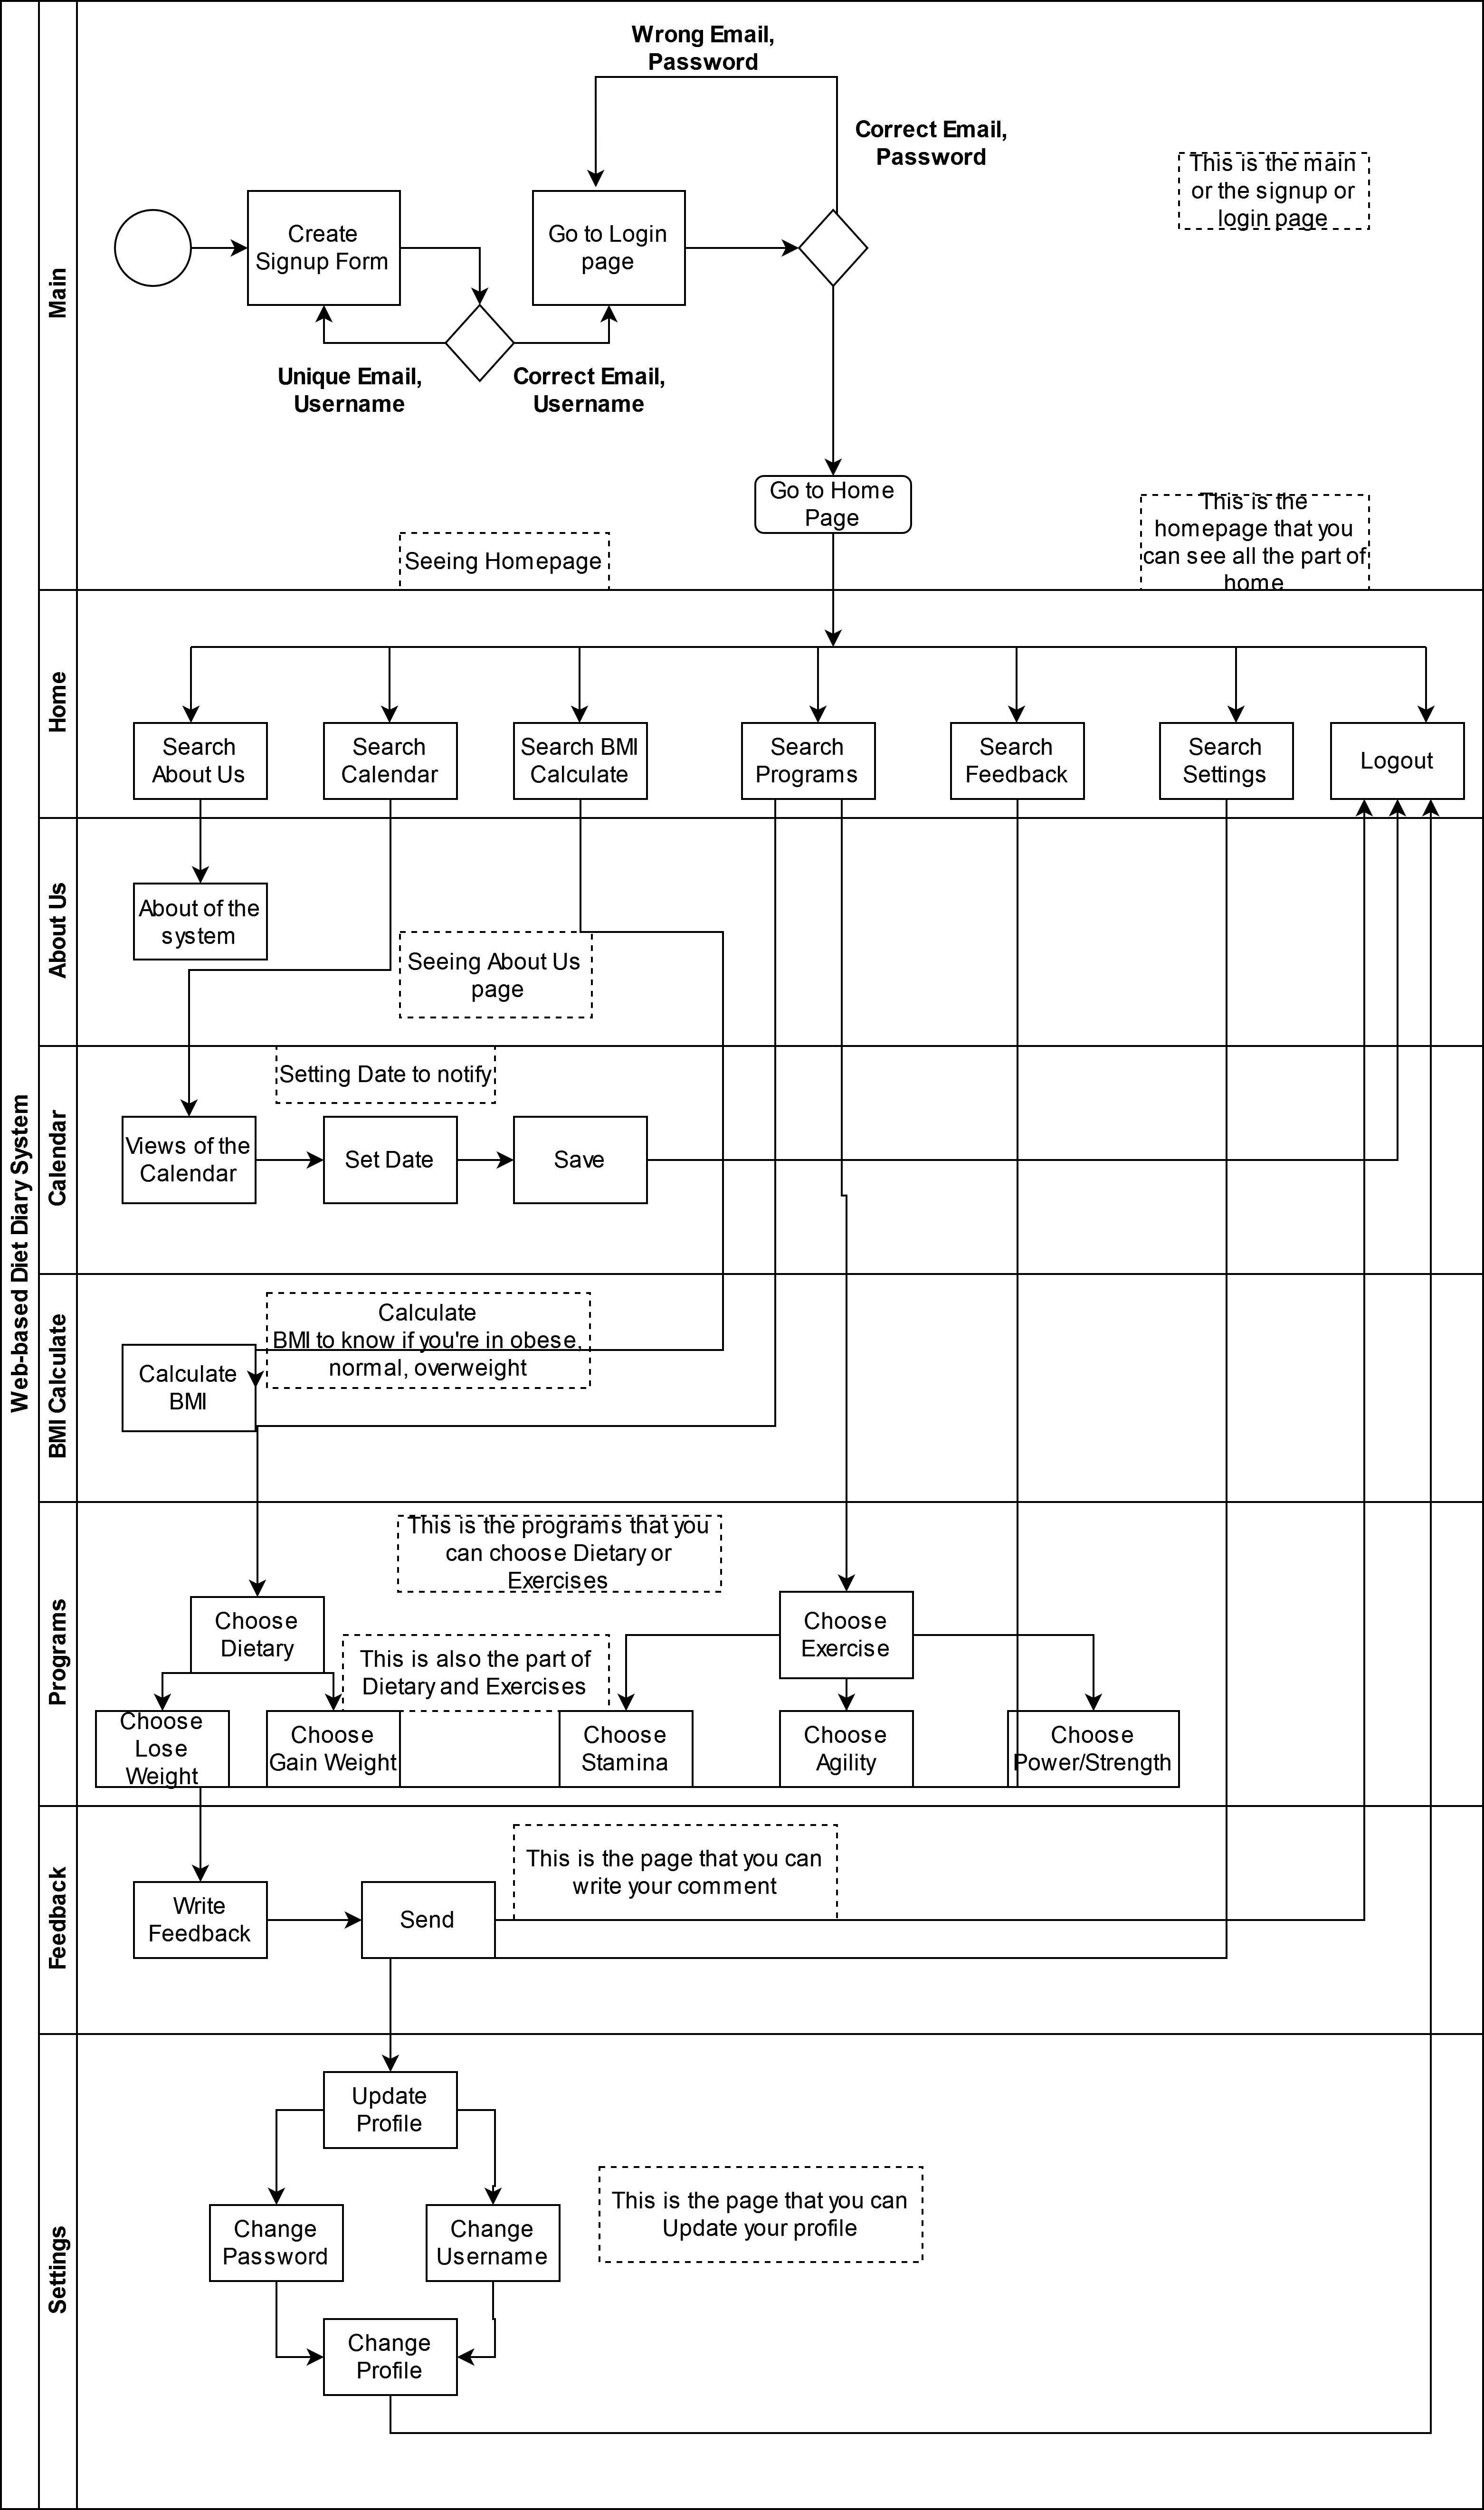 Web-based Diet Diary System
Main
Wrong Email,
Password
Correct Email,
Password
This is the main
or the signup or
login page
Create
Signup Form
Go to Login
page
Unique Email,
Username
Correct Email,
Username
Go to Home
Page
Seeing Homepage
This is the
homepage that you
can see all the part of
home
Home
Search
About Us
Search
Calendar
Search BMI
Calculate
Search
Programs
Search
Feedback
Search
Settings
Logout
About Us
About of the
system
Seeing About Us
page
Calendar
Setting Date to notify
Views of the
Calendar
Set Date
Save
BMI Calculate
Calculate
BMI to know if you're in obese,
normal, overweight
Calculate
BMI
Programs
This is the programs that you
can choose Dietary or
Exercises
Choose
Dietary
This is also the part of
Dietary and Exercises
Choose
Exercise
Choose
Lose
Weight
Choose
Gain Weight
Choose
Stamina
Choose
Agility
Choose
Power/Strength
Feedback
This is the page that you can
write your comment
Write
Feedback
Send
Settings
Update
Profile
Change
Password
Change
Username
This is the page that you can
Update your profile
Change
Profile